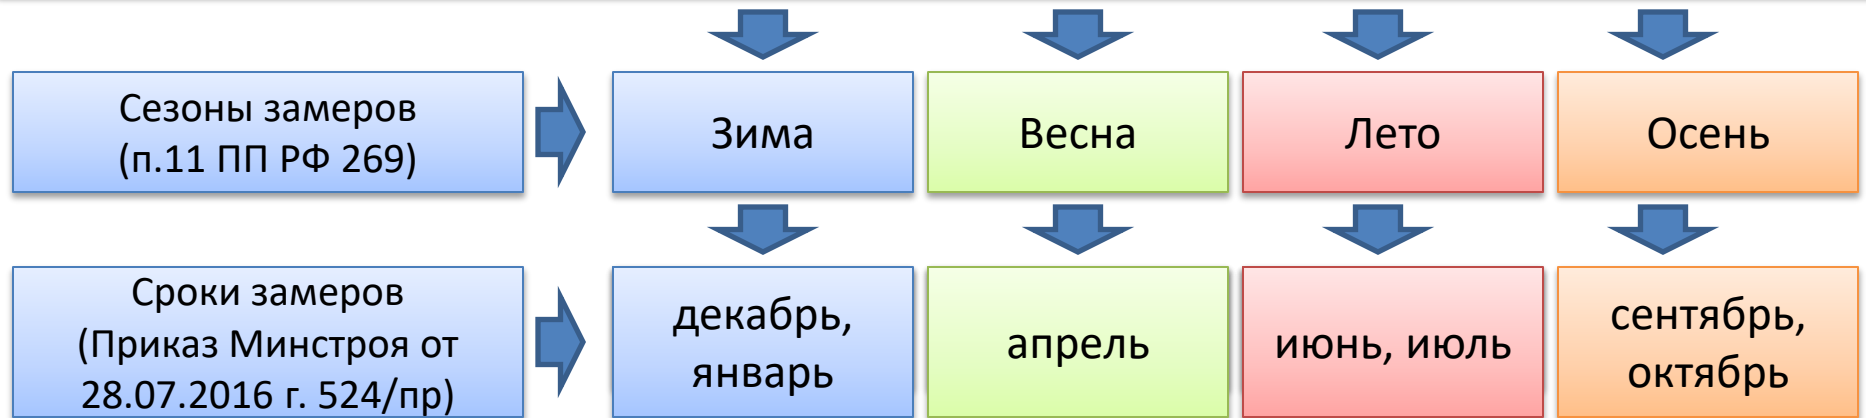 Сезоны замеров
(п.11 ПП РФ 269)
Зима
Весна
Лето
Осень
Сроки замеров
(Приказ Минстроя от
28.07.2016 г. 524/пр)
декабрь,
январь
апрель
июнь, июль
сентябрь,
октябрь